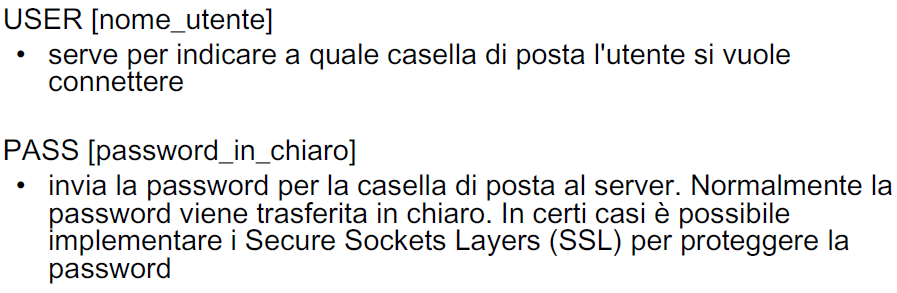 USER [nome_utente]
• serve per indicare a quale casella di posta l'utente si vuole
connettere
PASS [password_in_chiaro]
• invia la password per la casella di posta al server. Normalmente la
password viene trasferita in chiaro. In certi casi è possibile
implementare i Secure Sockets Layers (SSL) per proteggere la
password